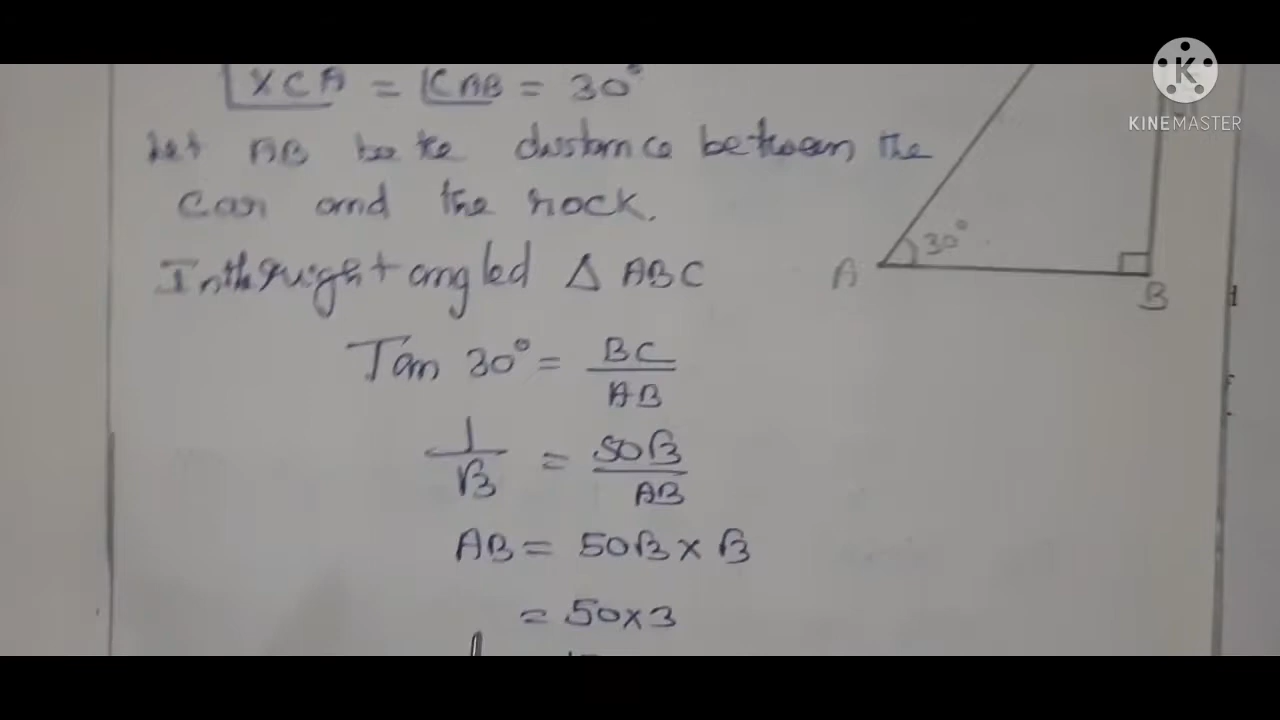 ∠XCA = ∠CAB = 30°
Let AB be the distance between the
car and the rock.
In the right angled Δ ABC
Tan 30° = BC/AB
1/√3 = 50√3/AB
AB = 50√3 × √3
= 50×3
A
30°
B
K
KINEMASTER